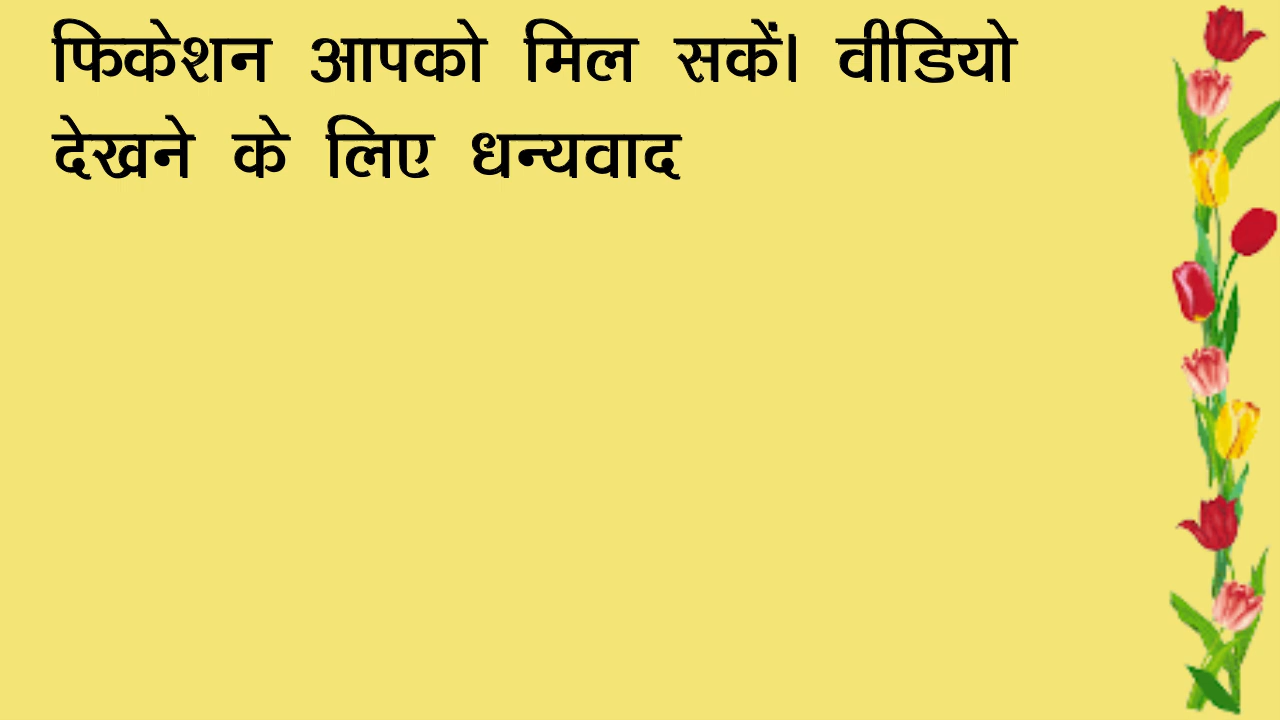 फिकेशन आपको मिल सकें। वीडियो
देखने के लिए धन्यवाद